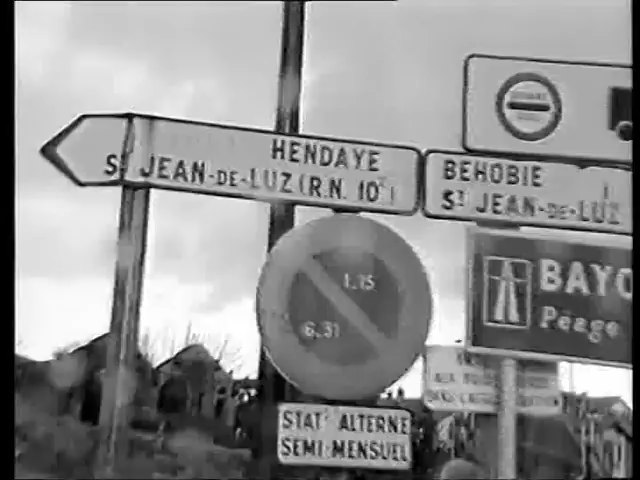 HENDAYE
ST JEAN-DE-LUZ (R.N. 10C)
BEHOBIE
ST JEAN-DE-LUZ
BAYO
Péage
1.15
6.31
STATT ALTERNE
SEMI-MENSUEL